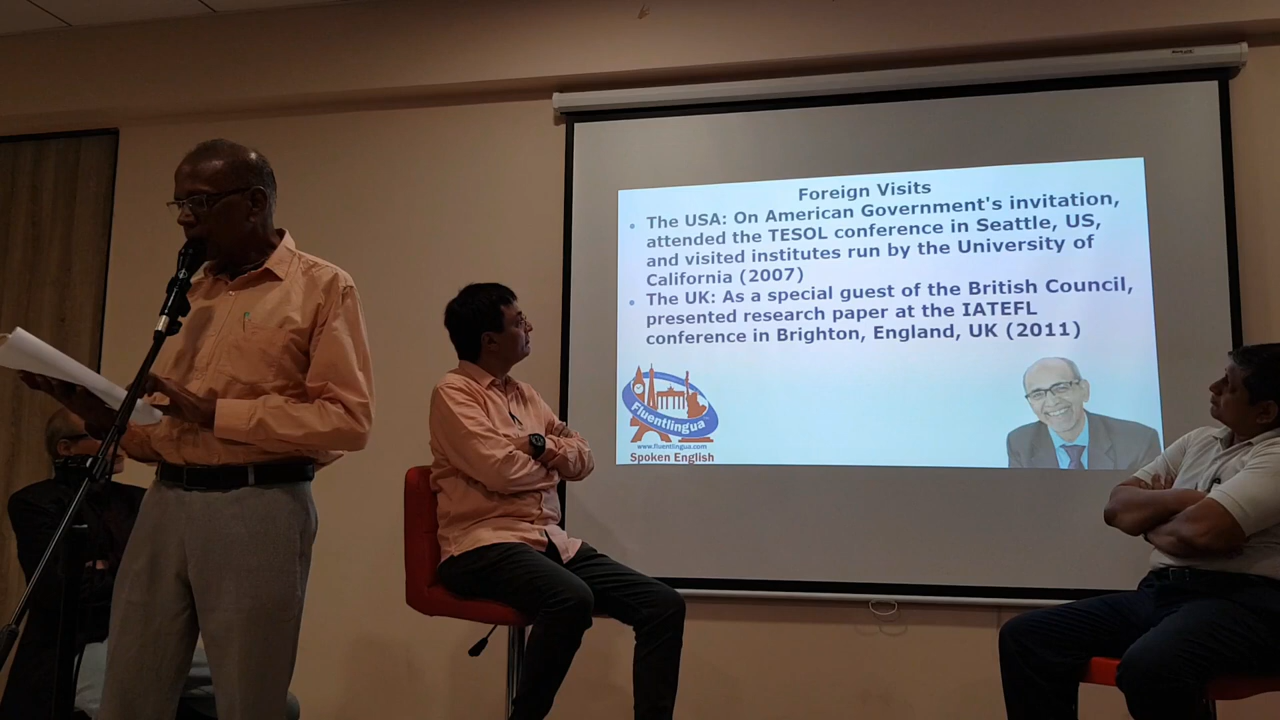 Foreign Visits
• The USA: On American Government's invitation,
attended the TESOL conference in Seattle, US,
and visited institutes run by the University of
California (2007)
• The UK: As a special guest of the British Council,
presented research paper at the IATEFL
conference in Brighton, England, UK (2011)
Fluentlingua
www.fluentlingua.com
Spoken English